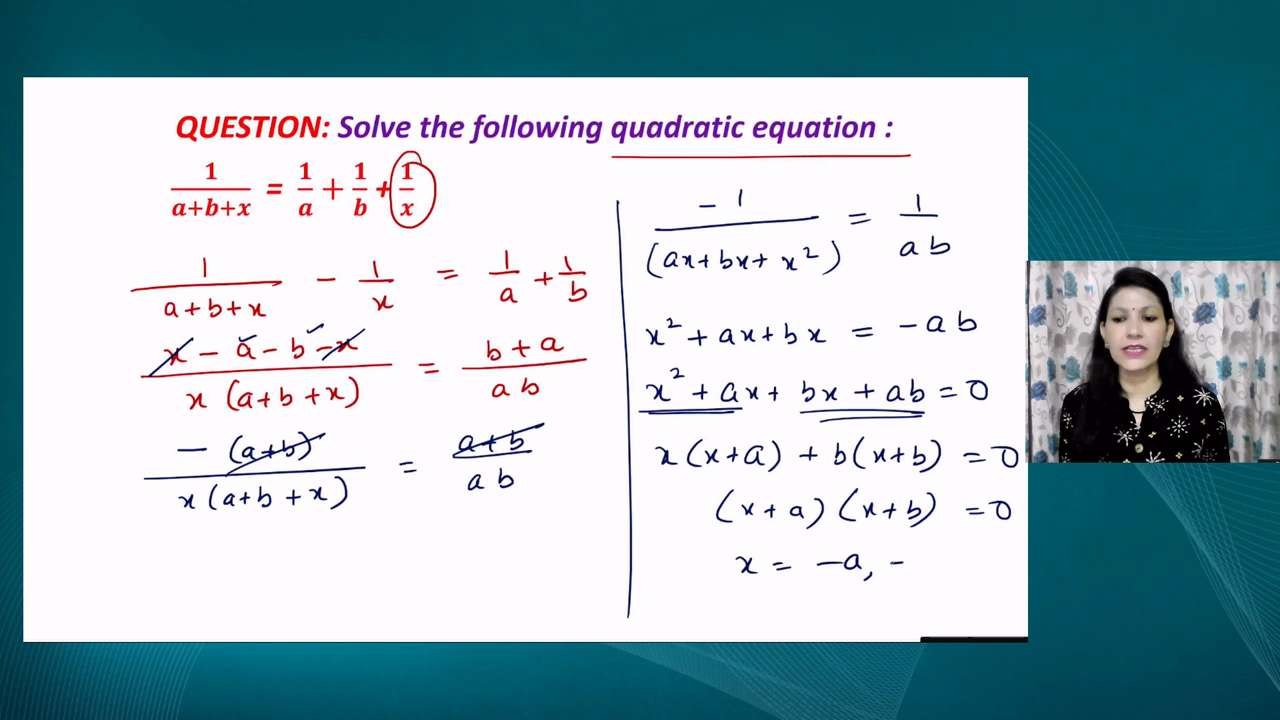 QUESTION: Solve the following quadratic equation :
1/(a+b+x) = 1/a + 1/b + 1/x
1/(a+b+x) - 1/x = 1/a + 1/b
(x - a - b - x)/(x(a+b+x)) = (b+a)/(ab)
-(a+b)/(x(a+b+x)) = (a+b)/(ab)
-1/(ax+bx+x²) = 1/(ab)
x² + ax + bx = -ab
x² + ax + bx + ab = 0
x(x+a) + b(x+b) = 0
(x+a)(x+b) = 0
x = -a, -